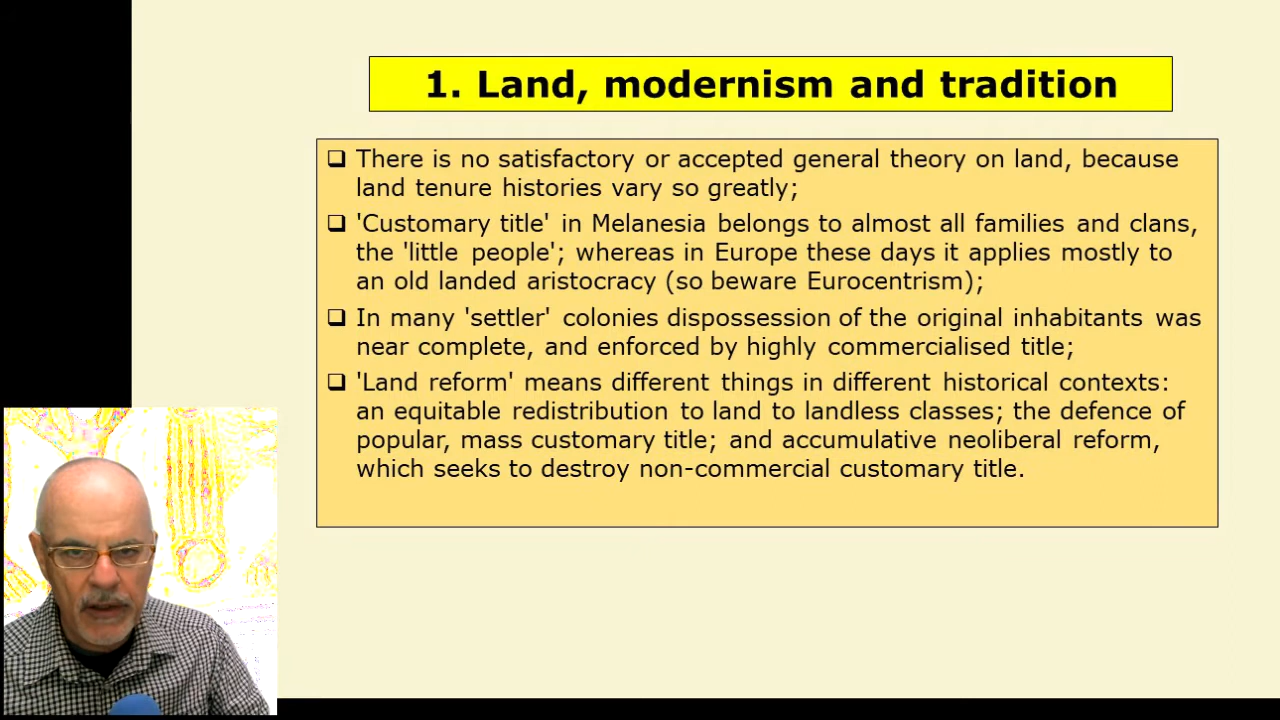 1. Land, modernism and tradition
❑ There is no satisfactory or accepted general theory on land, because
land tenure histories vary so greatly;
❑ 'Customary title' in Melanesia belongs to almost all families and clans,
the 'little people'; whereas in Europe these days it applies mostly to
an old landed aristocracy (so beware Eurocentrism);
❑ In many 'settler' colonies dispossession of the original inhabitants was
near complete, and enforced by highly commercialised title;
❑ 'Land reform' means different things in different historical contexts:
an equitable redistribution to land to landless classes; the defence of
popular, mass customary title; and accumulative neoliberal reform,
which seeks to destroy non-commercial customary title.